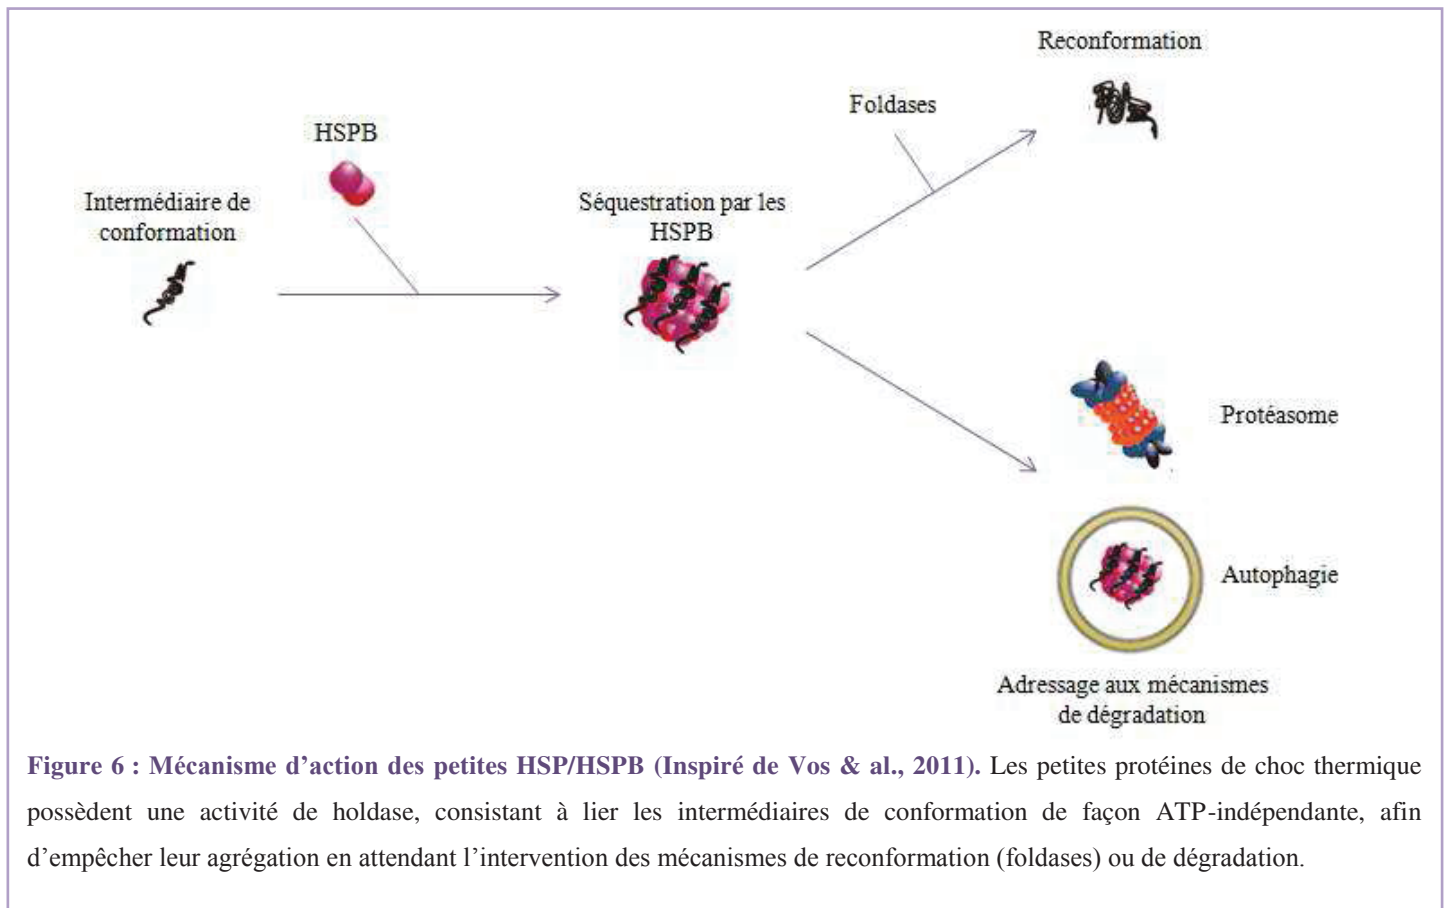 Reconformation
Foldases
HSPB
Intermédiaire de
conformation
Séquestration par les
HSPB
Protéasome
Autophagie
Adressage aux mécanismes
de dégradation
Figure 6 : Mécanisme d’action des petites HSP/HSPB (Inspiré de Vos & al., 2011). Les petites protéines de choc thermique
possèdent une activité de holdase, consistant à lier les intermédiaires de conformation de façon ATP-indépendante, afin
d’empêcher leur agrégation en attendant l’intervention des mécanismes de reconformation (foldases) ou de dégradation.